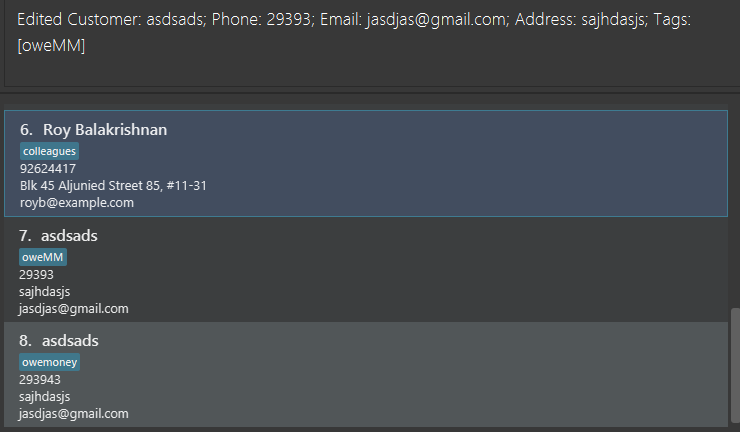 Edited Customer: asdsads; Phone: 29393; Email: jasdjas@gmail.com; Address: sajhdasjs; Tags:
[oweMM]
6. Roy Balakrishnan
colleagues
92624417
Blk 45 Aljunied Street 85, #11-31
royb@example.com
7. asdsads
oweMM
29393
sajhdasjs
jasdjas@gmail.com
8. asdsads
owemoney
293943
sajhdasjs
jasdjas@gmail.com